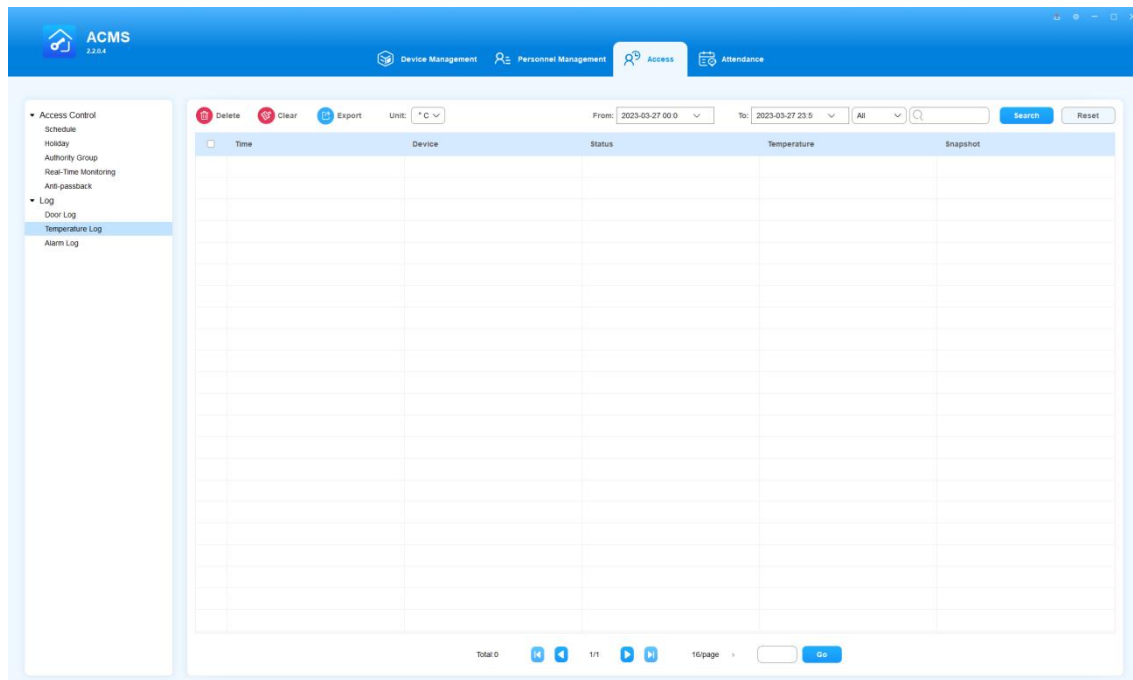 ACMS
2.2.0.4
Device Management
Personnel Management
Access
Attendance
Access Control
Schedule
Holiday
Authority Group
Real-Time Monitoring
Anti-passback
Log
Door Log
Temperature Log
Alarm Log
Delete Clear Export Unit: ° C From: 2023-03-27 00:0 To: 2023-03-27 23:5 All Search Reset
Time Device Status Temperature Snapshot
Total:0 1/1 16/page Go